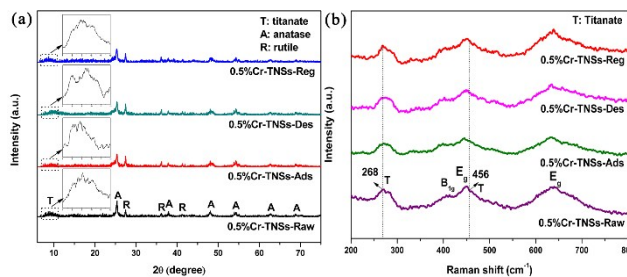 (a)
T: titanate
A: anatase
R: rutile
0.5%Cr-TNSs-Reg
0.5%Cr-TNSs-Des
0.5%Cr-TNSs-Ads
T A R R A R A A A A
0.5%Cr-TNSs-Raw
Intensity (a.u.)
10 20 30 40 50 60 70
2θ (degree)
(b)
T: Titanate
0.5%Cr-TNSs-Reg
0.5%Cr-TNSs-Des
0.5%Cr-TNSs-Ads
268 T B1g Eg 456 T Eg
0.5%Cr-TNSs-Raw
Intensity (a.u.)
200 300 400 500 600 700 800
Raman shift (cm-1)